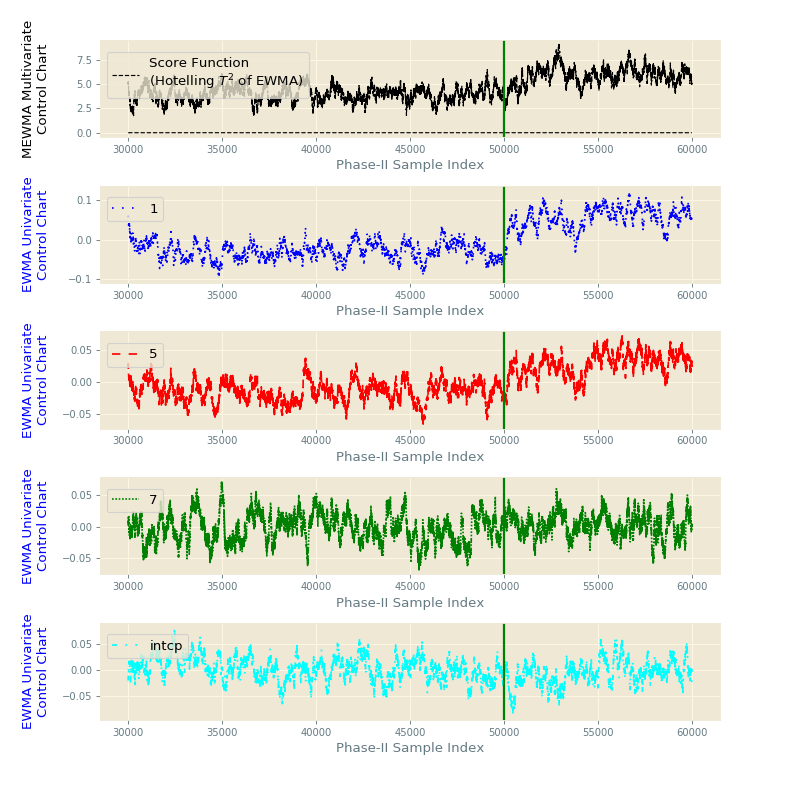 MEWMA Multivariate
Control Chart
7.5
5.0
2.5
0.0
Score Function
(Hotelling T² of EWMA)
30000 35000 40000 45000 50000 55000 60000
Phase-II Sample Index
EWMA Univariate
Control Chart
0.1
0.0
−0.1
1
30000 35000 40000 45000 50000 55000 60000
Phase-II Sample Index
EWMA Univariate
Control Chart
0.05
0.00
−0.05
5
30000 35000 40000 45000 50000 55000 60000
Phase-II Sample Index
EWMA Univariate
Control Chart
0.05
0.00
−0.05
7
30000 35000 40000 45000 50000 55000 60000
Phase-II Sample Index
EWMA Univariate
Control Chart
0.05
0.00
−0.05
intcp
30000 35000 40000 45000 50000 55000 60000
Phase-II Sample Index